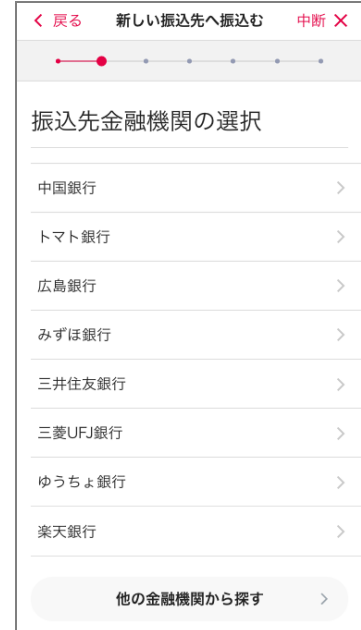 戻る 新しい振込先へ振込む 中断
振込先金融機関の選択
中国銀行
トマト銀行
広島銀行
みずほ銀行
三井住友銀行
三菱UFJ銀行
ゆうちょ銀行
楽天銀行
他の金融機関から探す